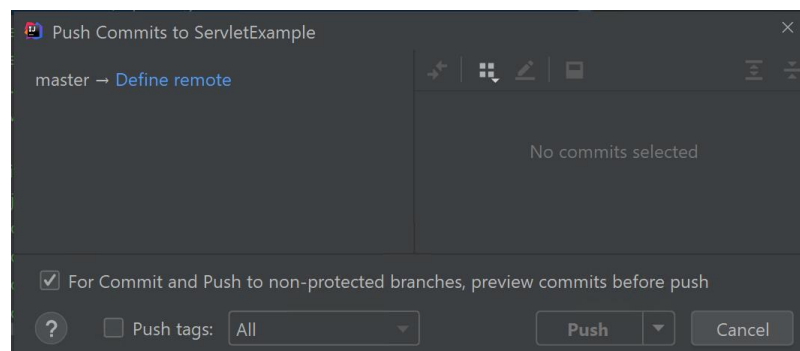 Push Commits to ServletExample
master → Define remote
No commits selected
For Commit and Push to non-protected branches, preview commits before push
? Push tags: All Push Cancel